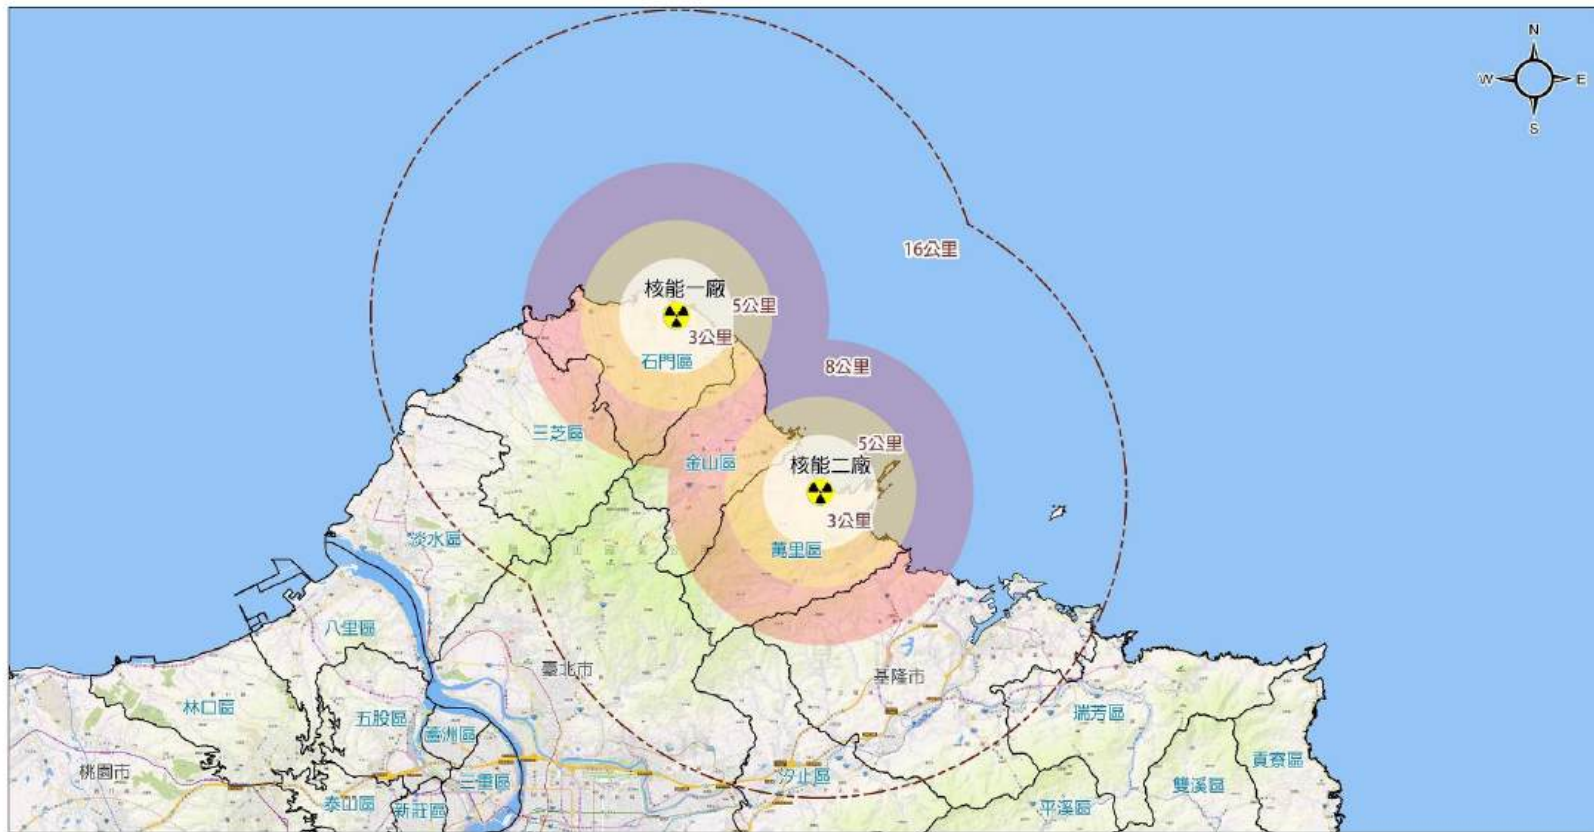 N
W
E
S
16公里
核能一廠
5公里
3公里
石門區
8公里
三芝區
5公里
金山區
核能二廠
3公里
淡水區
萬里區
八里區
臺北市
基隆市
林口區
五股區
瑞芳區
蘆洲區
貢寮區
桃園市
三重區
汐止區
雙溪區
泰山區
新莊區
平溪區